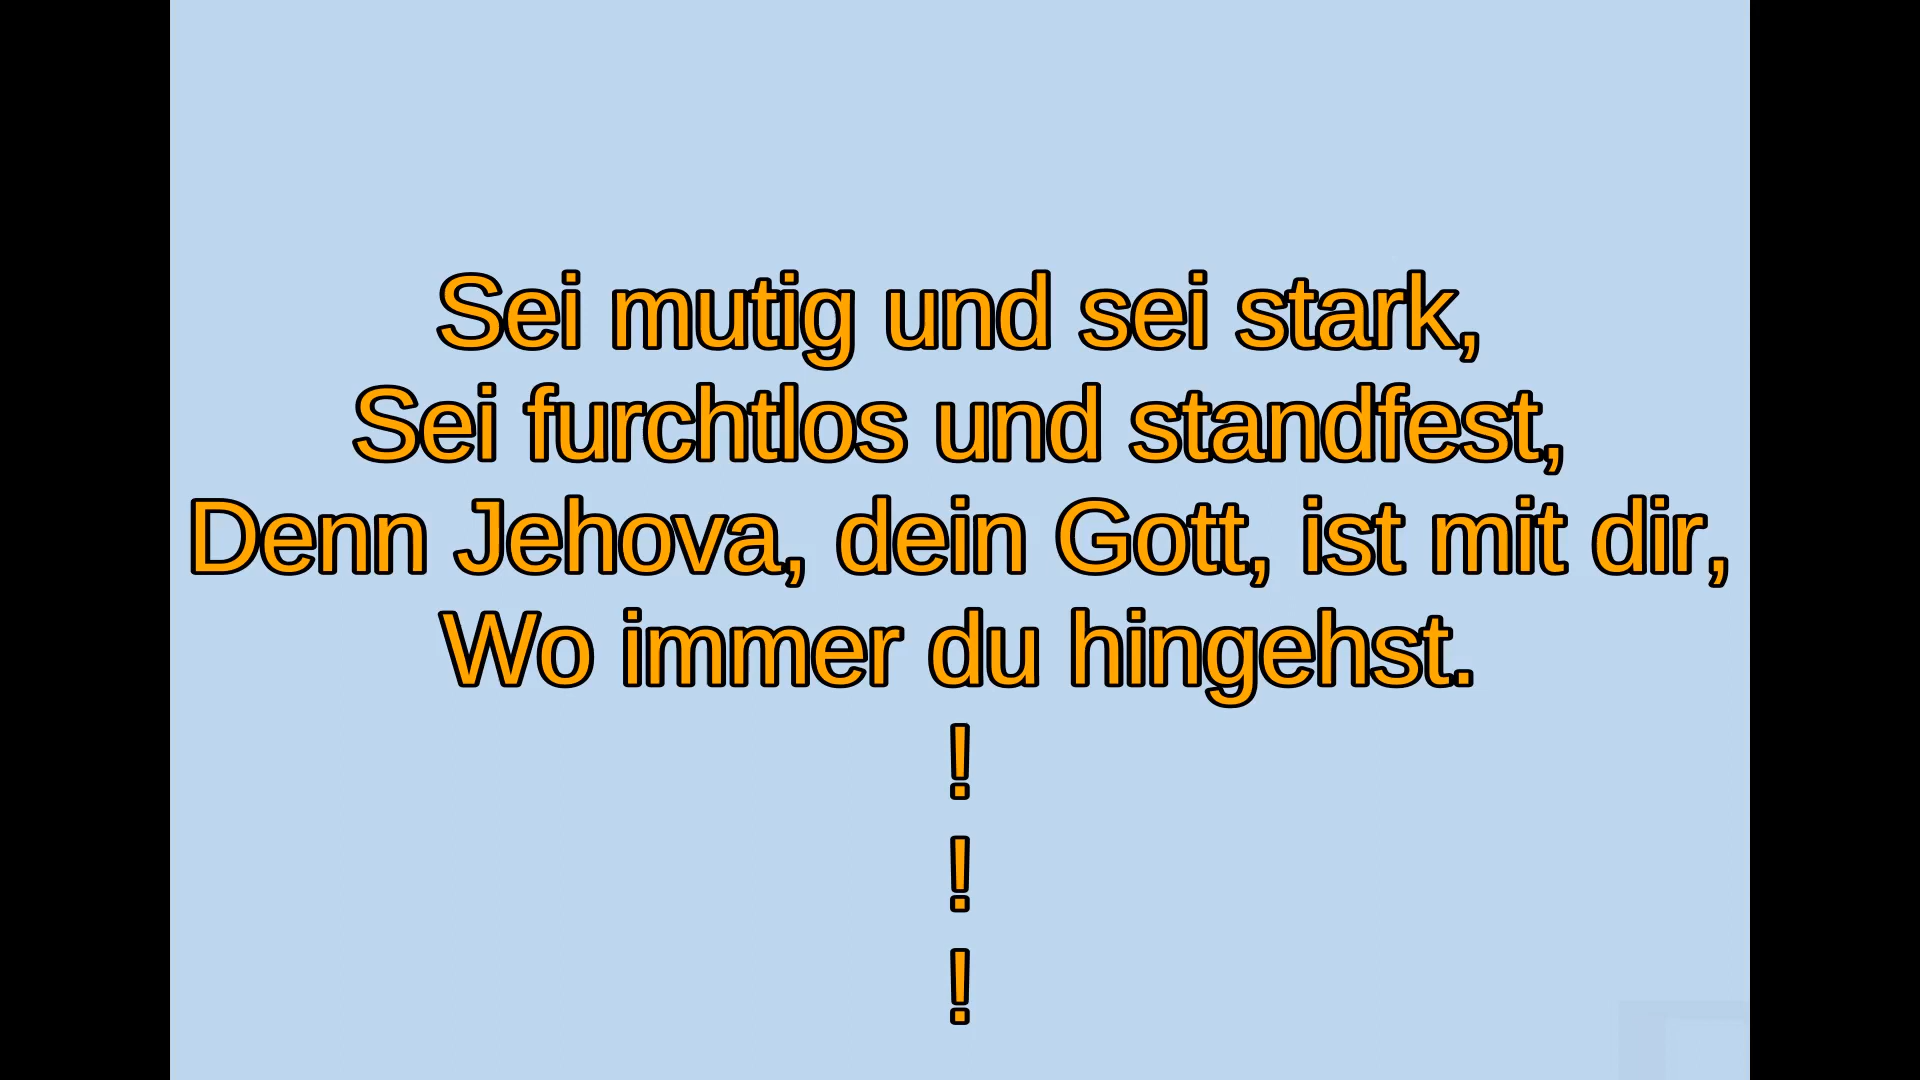 Sei mutig und sei stark,
Sei furchtlos und standfest,
Denn Jehova, dein Gott, ist mit dir,
Wo immer du hingehst.
!
!
!